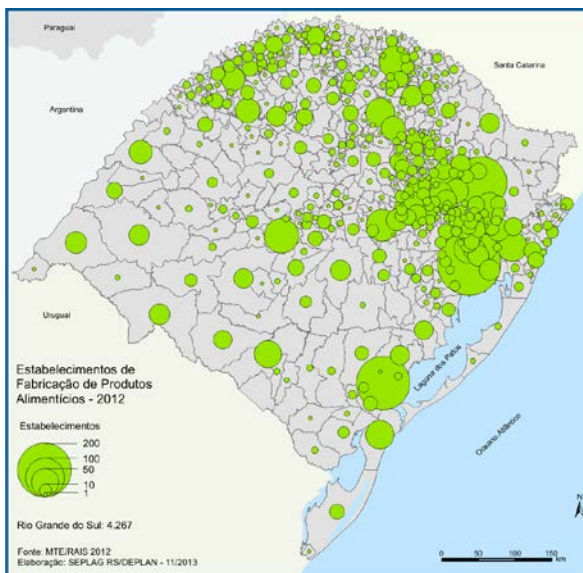 Paraguai
Santa Catarina
Argentina
Uruguai
Laguna dos Patos
Oceano Atlântico
Estabelecimentos de
Fabricação de Produtos
Alimentícios - 2012
Estabelecimentos
200
100
50
10
1
Rio Grande do Sul: 4.267
Fonte: MTE/RAIS 2012
Elaboração: SEPLAG RS/DEPLAN - 11/2013
N
0 50 100 150
km